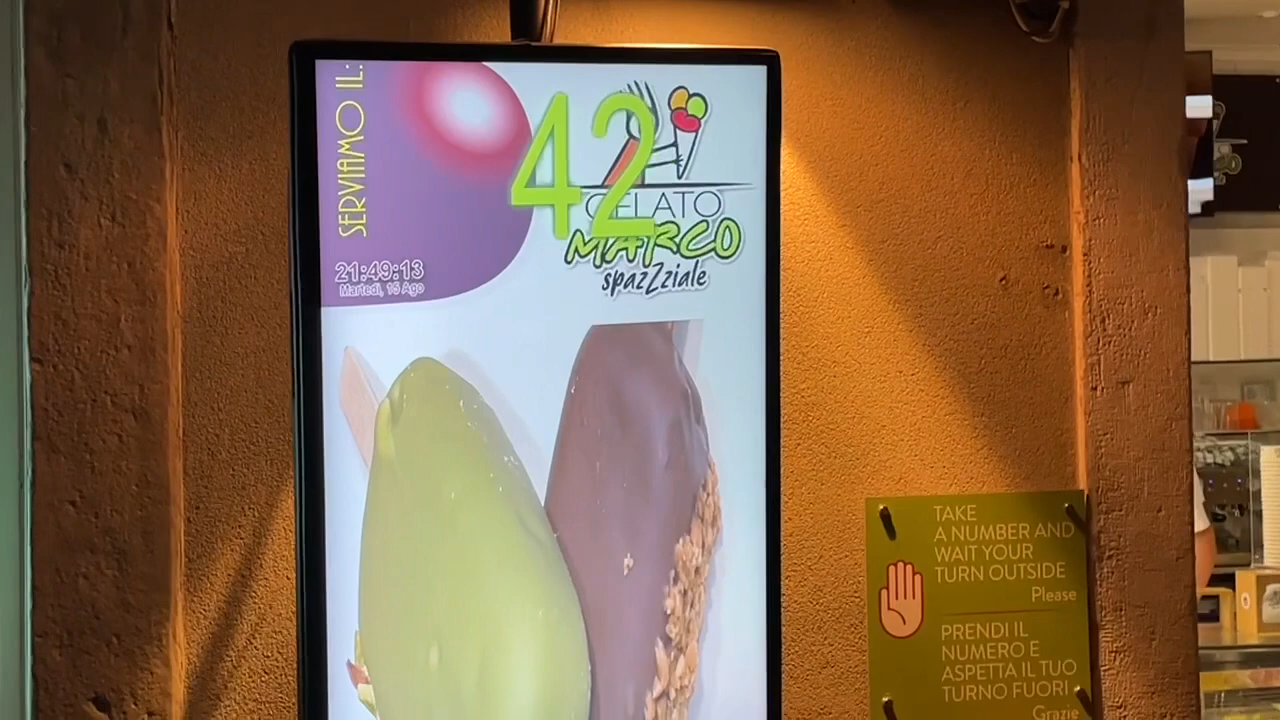 SERVIAMO IL:
42
GELATO
MARCO
spazZziale
21:49:13
Martedì, 15 Ago
TAKE
A NUMBER AND
WAIT YOUR
TURN OUTSIDE
Please
PRENDI IL
NUMERO E
ASPETTA IL TUO
TURNO FUORI
Grazie